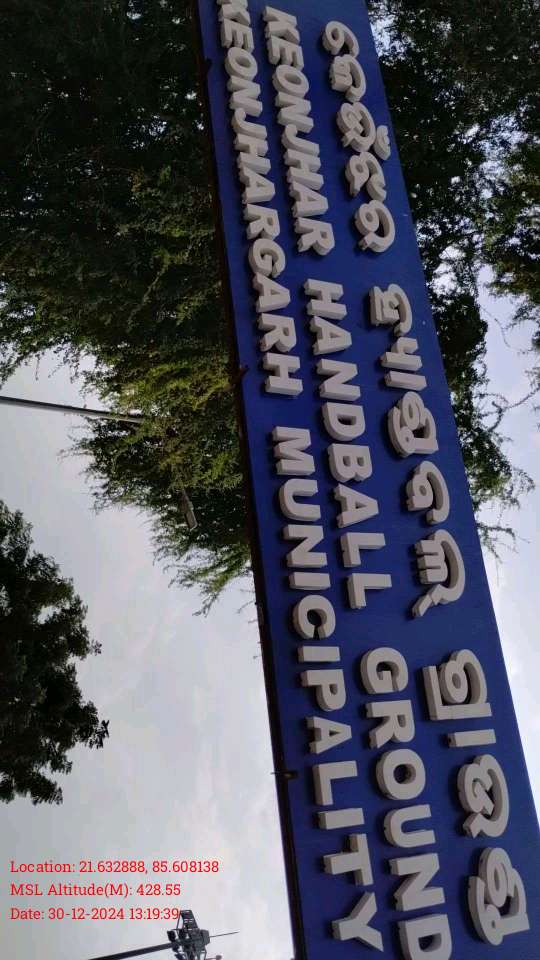 କେନ୍ଦୁଝର ହ୍ୟାଣ୍ଡବଲ ଗ୍ରାଉଣ୍ଡ
KEONJHAR HANDBALL GROUND
KEONJHARGARH MUNICIPALITY
Location: 21.632888, 85.608138
MSL Altitude(M): 428.55
Date: 30-12-2024 13:19:39